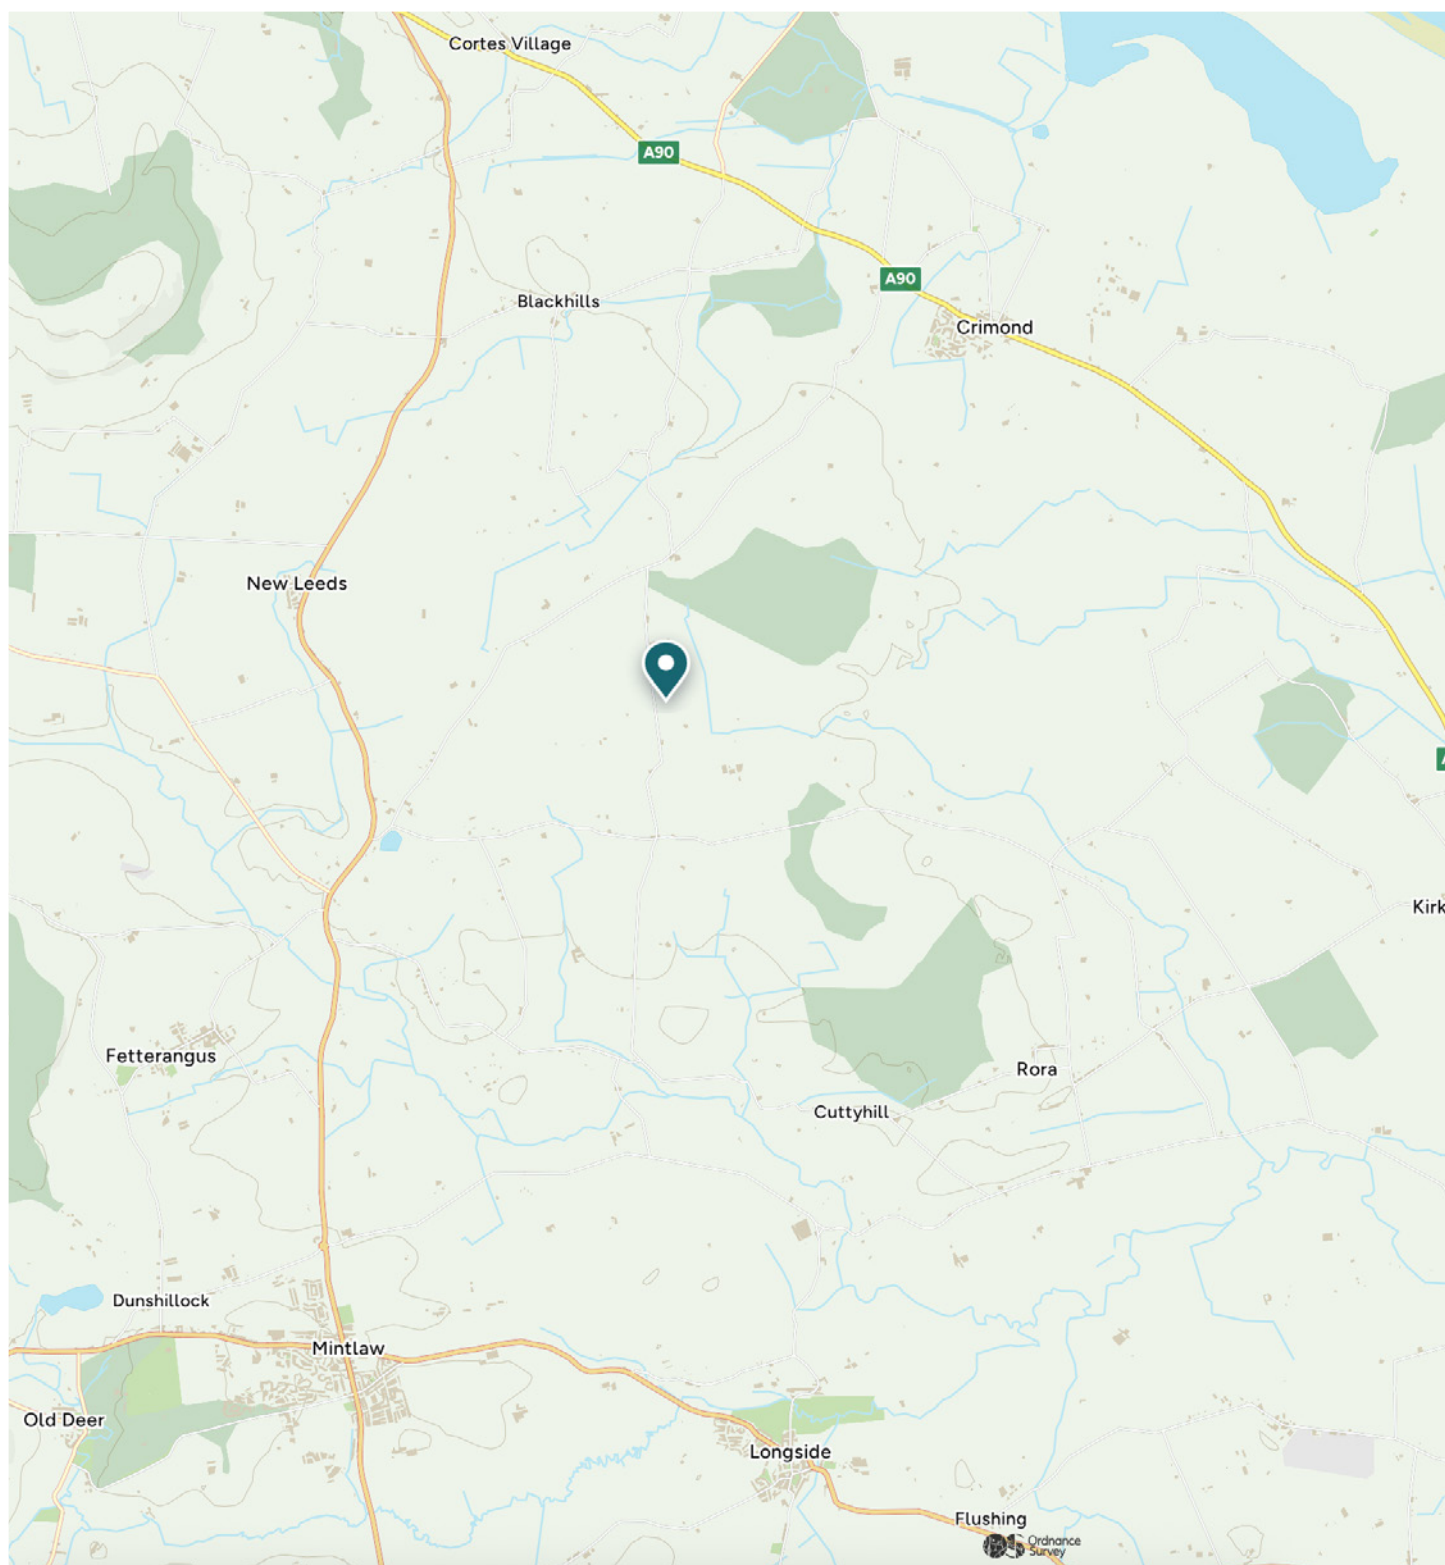 Cortes Village
A90
A90
Blackhills
Crimond
New Leeds
Kirk
Fetterangus
Rora
Cuttyhill
Dunshillock
Mintlaw
Old Deer
Longside
Flushing
Ordnance
Survey